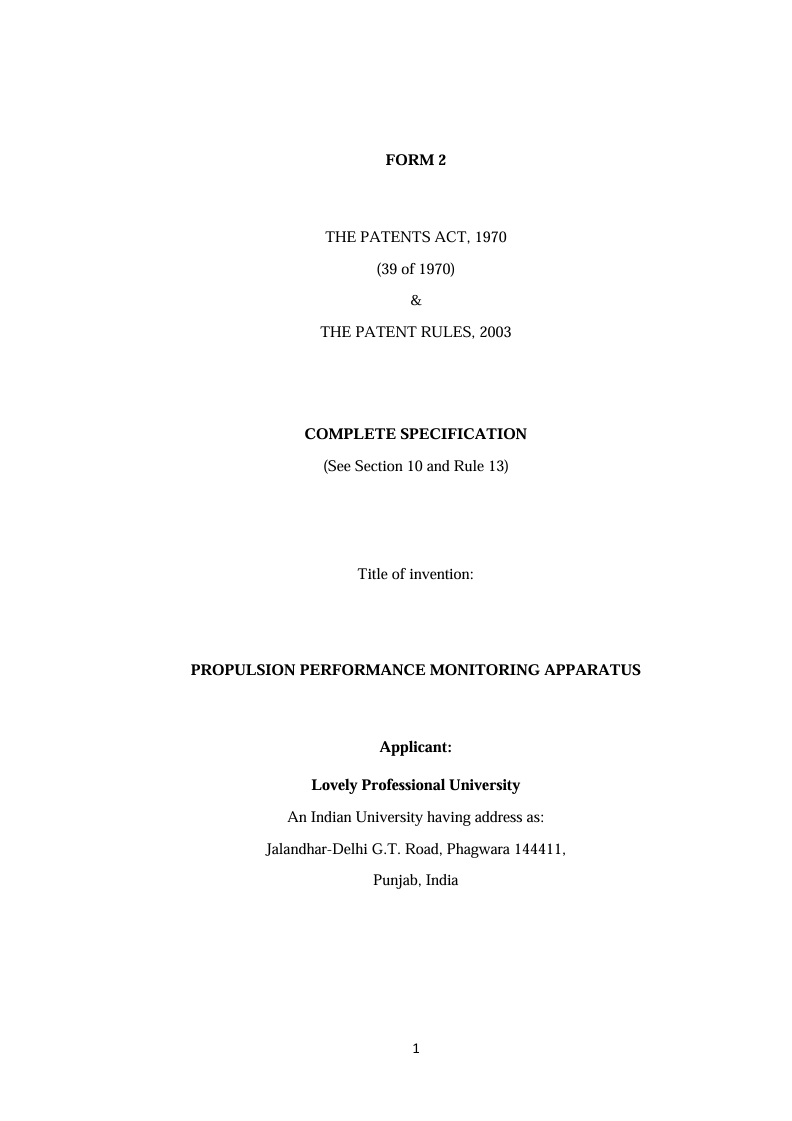 FORM 2
THE PATENTS ACT, 1970
(39 of 1970)
&
THE PATENT RULES, 2003
COMPLETE SPECIFICATION
(See Section 10 and Rule 13)
Title of invention:
PROPULSION PERFORMANCE MONITORING APPARATUS
Applicant:
Lovely Professional University
An Indian University having address as:
Jalandhar-Delhi G.T. Road, Phagwara 144411,
Punjab, India
1